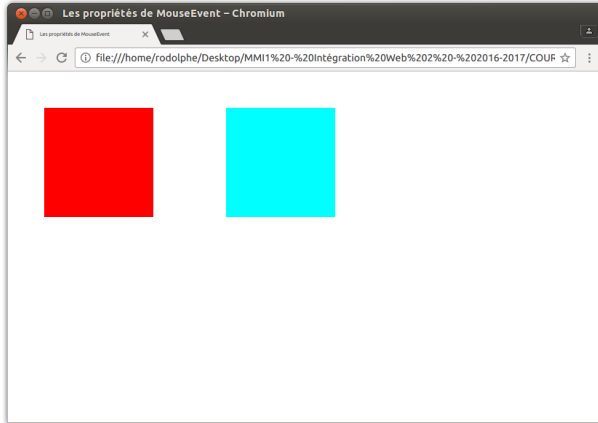 Les propriétés de MouseEvent – Chromium
Les propriétés de MouseEvent
file:///home/rodolphe/Desktop/MMI1%20-%20Intégration%20Web%202%20-%202016-2017/COUR